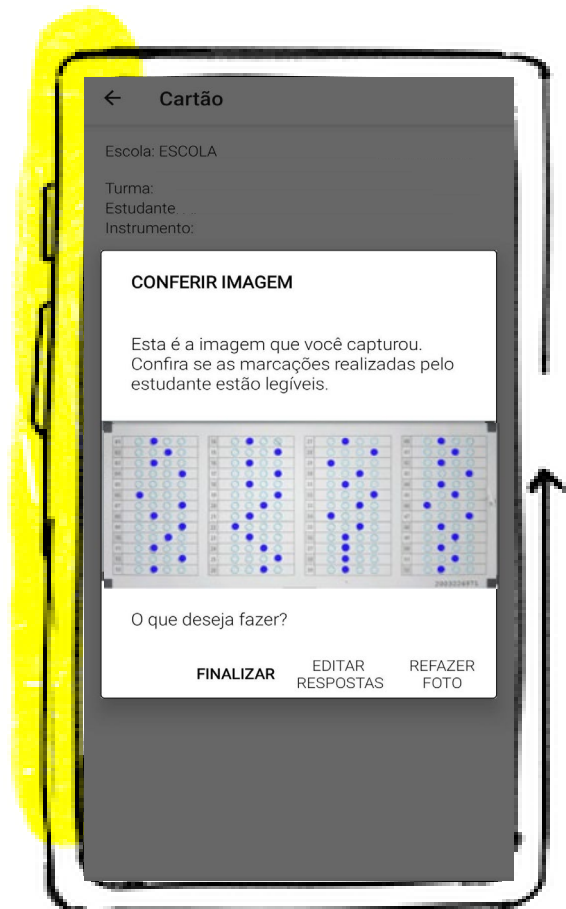 ← Cartão
Escola: ESCOLA
Turma:
Estudante
Instrumento:
CONFERIR IMAGEM
Esta é a imagem que você capturou.
Confira se as marcações realizadas pelo
estudante estão legíveis.
2003226971
O que deseja fazer?
FINALIZAR
EDITAR
RESPOSTAS
REFAZER
FOTO